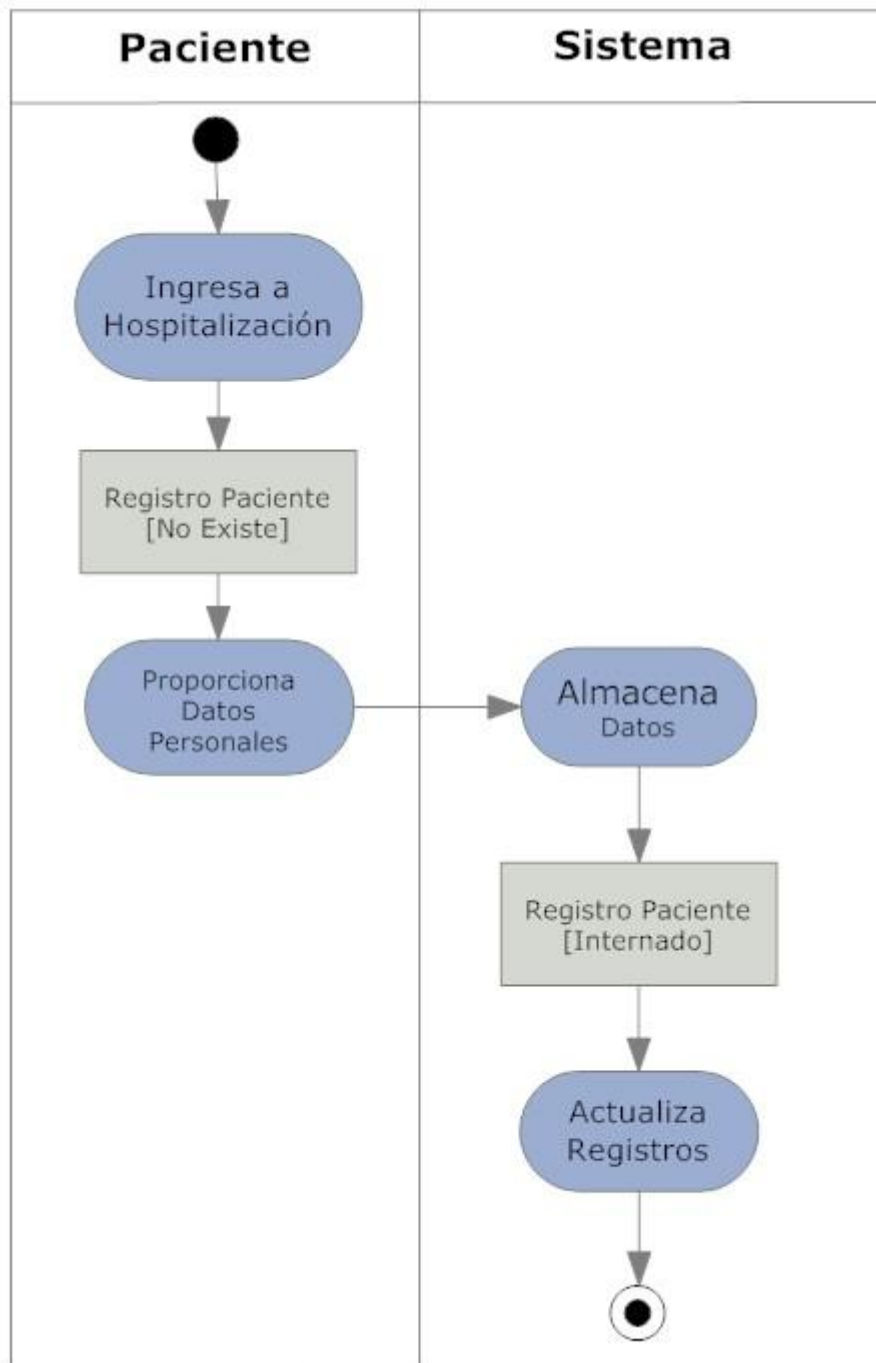 Paciente
Sistema
Ingresa a
Hospitalización
Registro Paciente
[No Existe]
Proporciona
Datos
Personales
Almacena
Datos
Registro Paciente
[Internado]
Actualiza
Registros